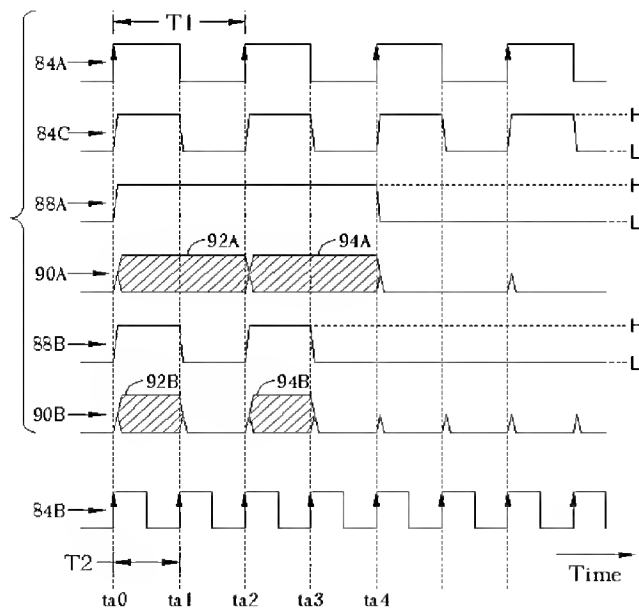 T1
84A
84C
H
L
88A
H
L
92A
94A
90A
88B
H
L
92B
94B
90B
84B
T2
Time
ta0 ta1 ta2 ta3 ta4